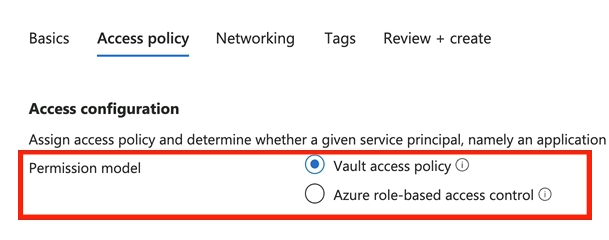 Basics Access policy Networking Tags Review + create
Access configuration
Assign access policy and determine whether a given service principal, namely an application
Permission model Vault access policy
Azure role-based access control